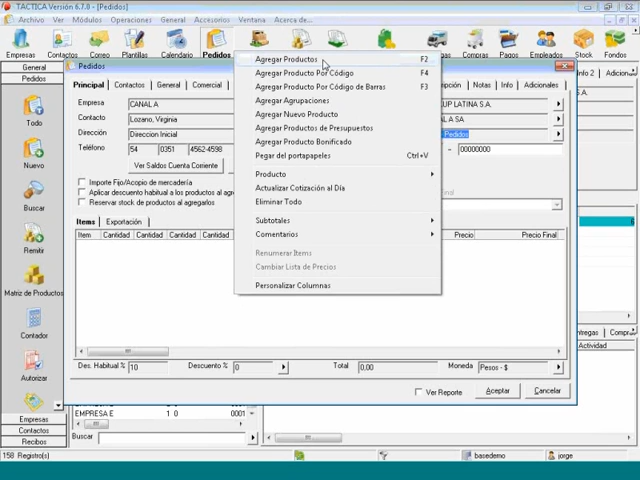 TACTICA Versión 6.7.0 - [Pedidos]
Archivo Ver Módulos Operaciones General Accesorios Ventana Acerca de...
Empresas Contactos Correo Plantillas Calendario Pedidos Ventas Compras Stock Fondos Contab
General
Pedidos
Todo
Nuevo
Buscar
Remitir
Matriz de Productos
Contador
Autorizar
Empresas
Contactos
Recibos
Pedidos
Principal Contactos General Comercial Descripción Notas Info Adicionales
Info 2 Adicion
Empresa CANAL A
Contacto Lozano, Virginia
Dirección Direccion Inicial
Teléfono 54 0351 4562-4598
Ver Saldos Cuenta Corriente
UP LATINA S.A.
AL A SA
- Pedidos
- 00000000
Importe Fijo/Acopio de mercadería
Aplicar descuento habitual a los productos al agre
Reservar stock de productos al agregarlos
Items Exportación
Item Cantidad Cantidad Cantidad Cantidad Precio Precio Final
Agregar Productos F2
Agregar Producto Por Código F4
Agregar Producto Por Código de Barras F3
Agregar Agrupaciones
Agregar Nuevo Producto
Agregar Productos de Presupuestos
Agregar Producto Bonificado
Pegar del portapapeles Ctrl+V
Producto
Actualizar Cotización al Día
Eliminar Todo
Subtotales
Comentarios
Renumerar Items
Cambiar Lista de Precios
Personalizar Columnas
Des. Habitual % 10 Descuento % 0 Total 0,00 Moneda Pesos - $
Ver Reporte Aceptar Cancelar
tregas Compra
Actividad
EMPRESA E 1 0 0001
Buscar
158 Registro(s) basedemo jorge